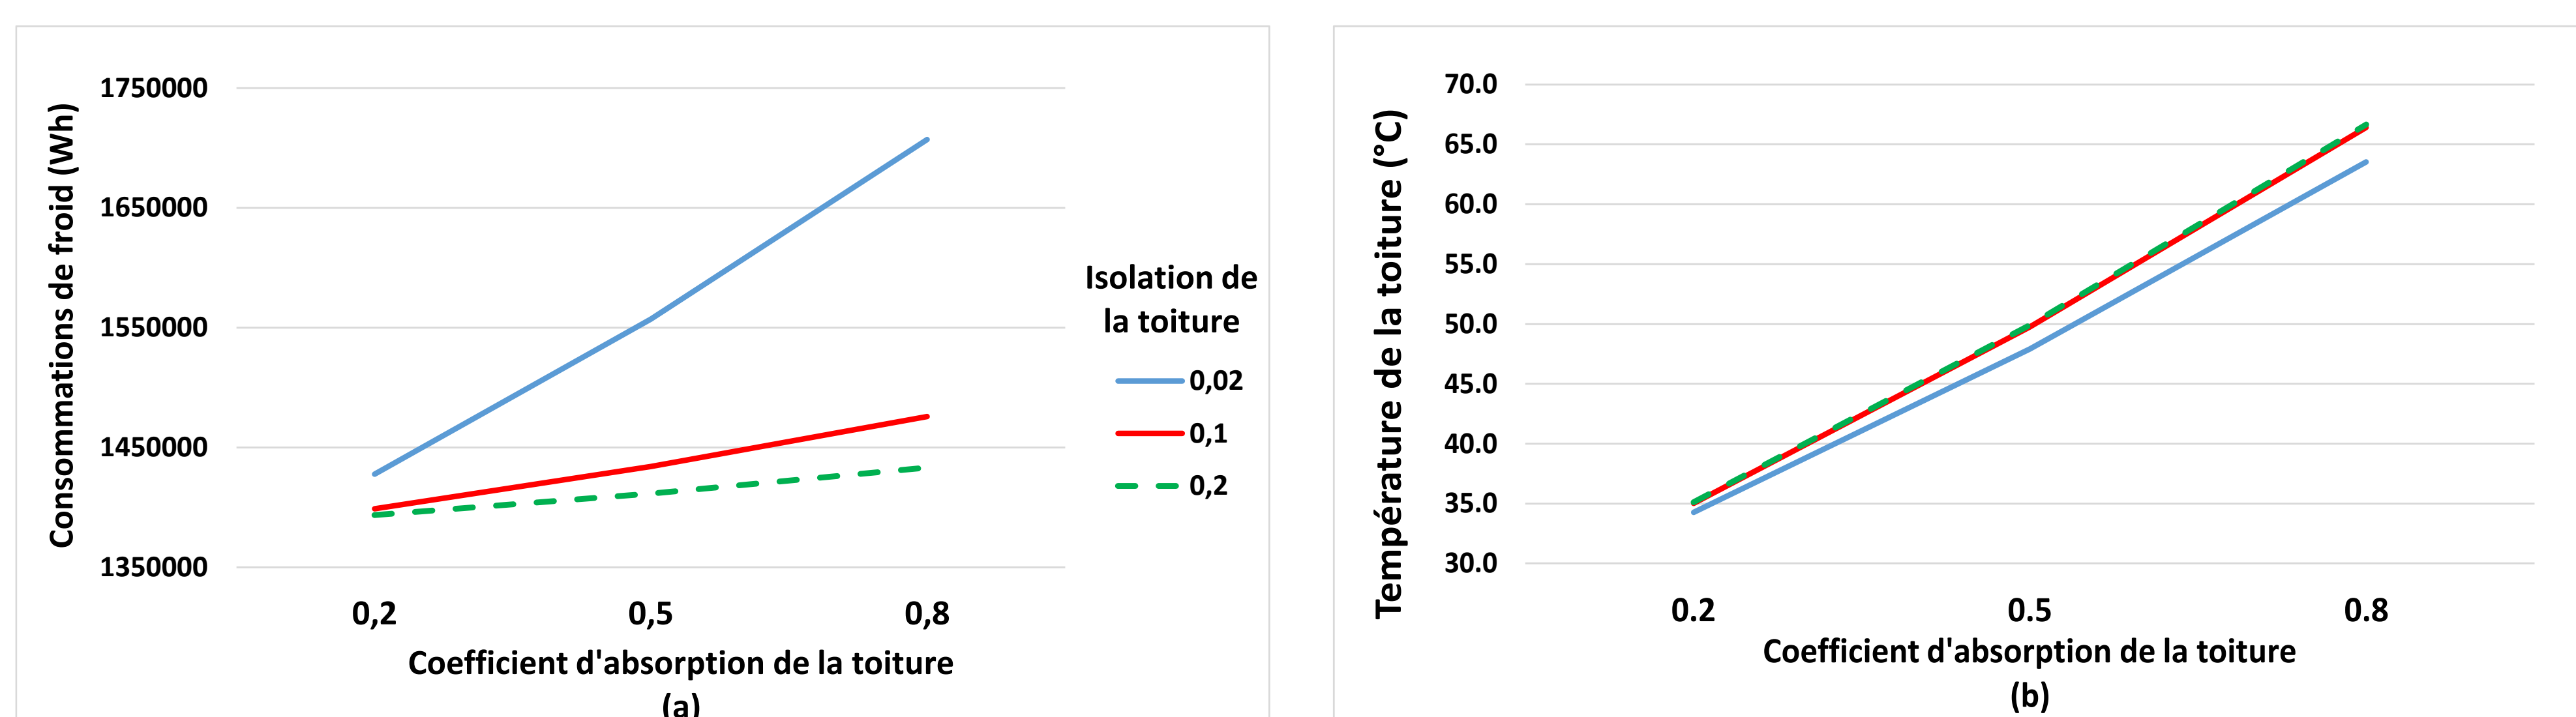 Consommations de froid (Wh)
1750000
1650000
1550000
1450000
1350000
0,2 0,5 0,8
Coefficient d'absorption de la toiture
(a)
Isolation de
la toiture
0,02
0,1
0,2
Température de la toiture (°C)
70.0
65.0
60.0
55.0
50.0
45.0
40.0
35.0
30.0
0.2 0.5 0.8
Coefficient d'absorption de la toiture
(b)